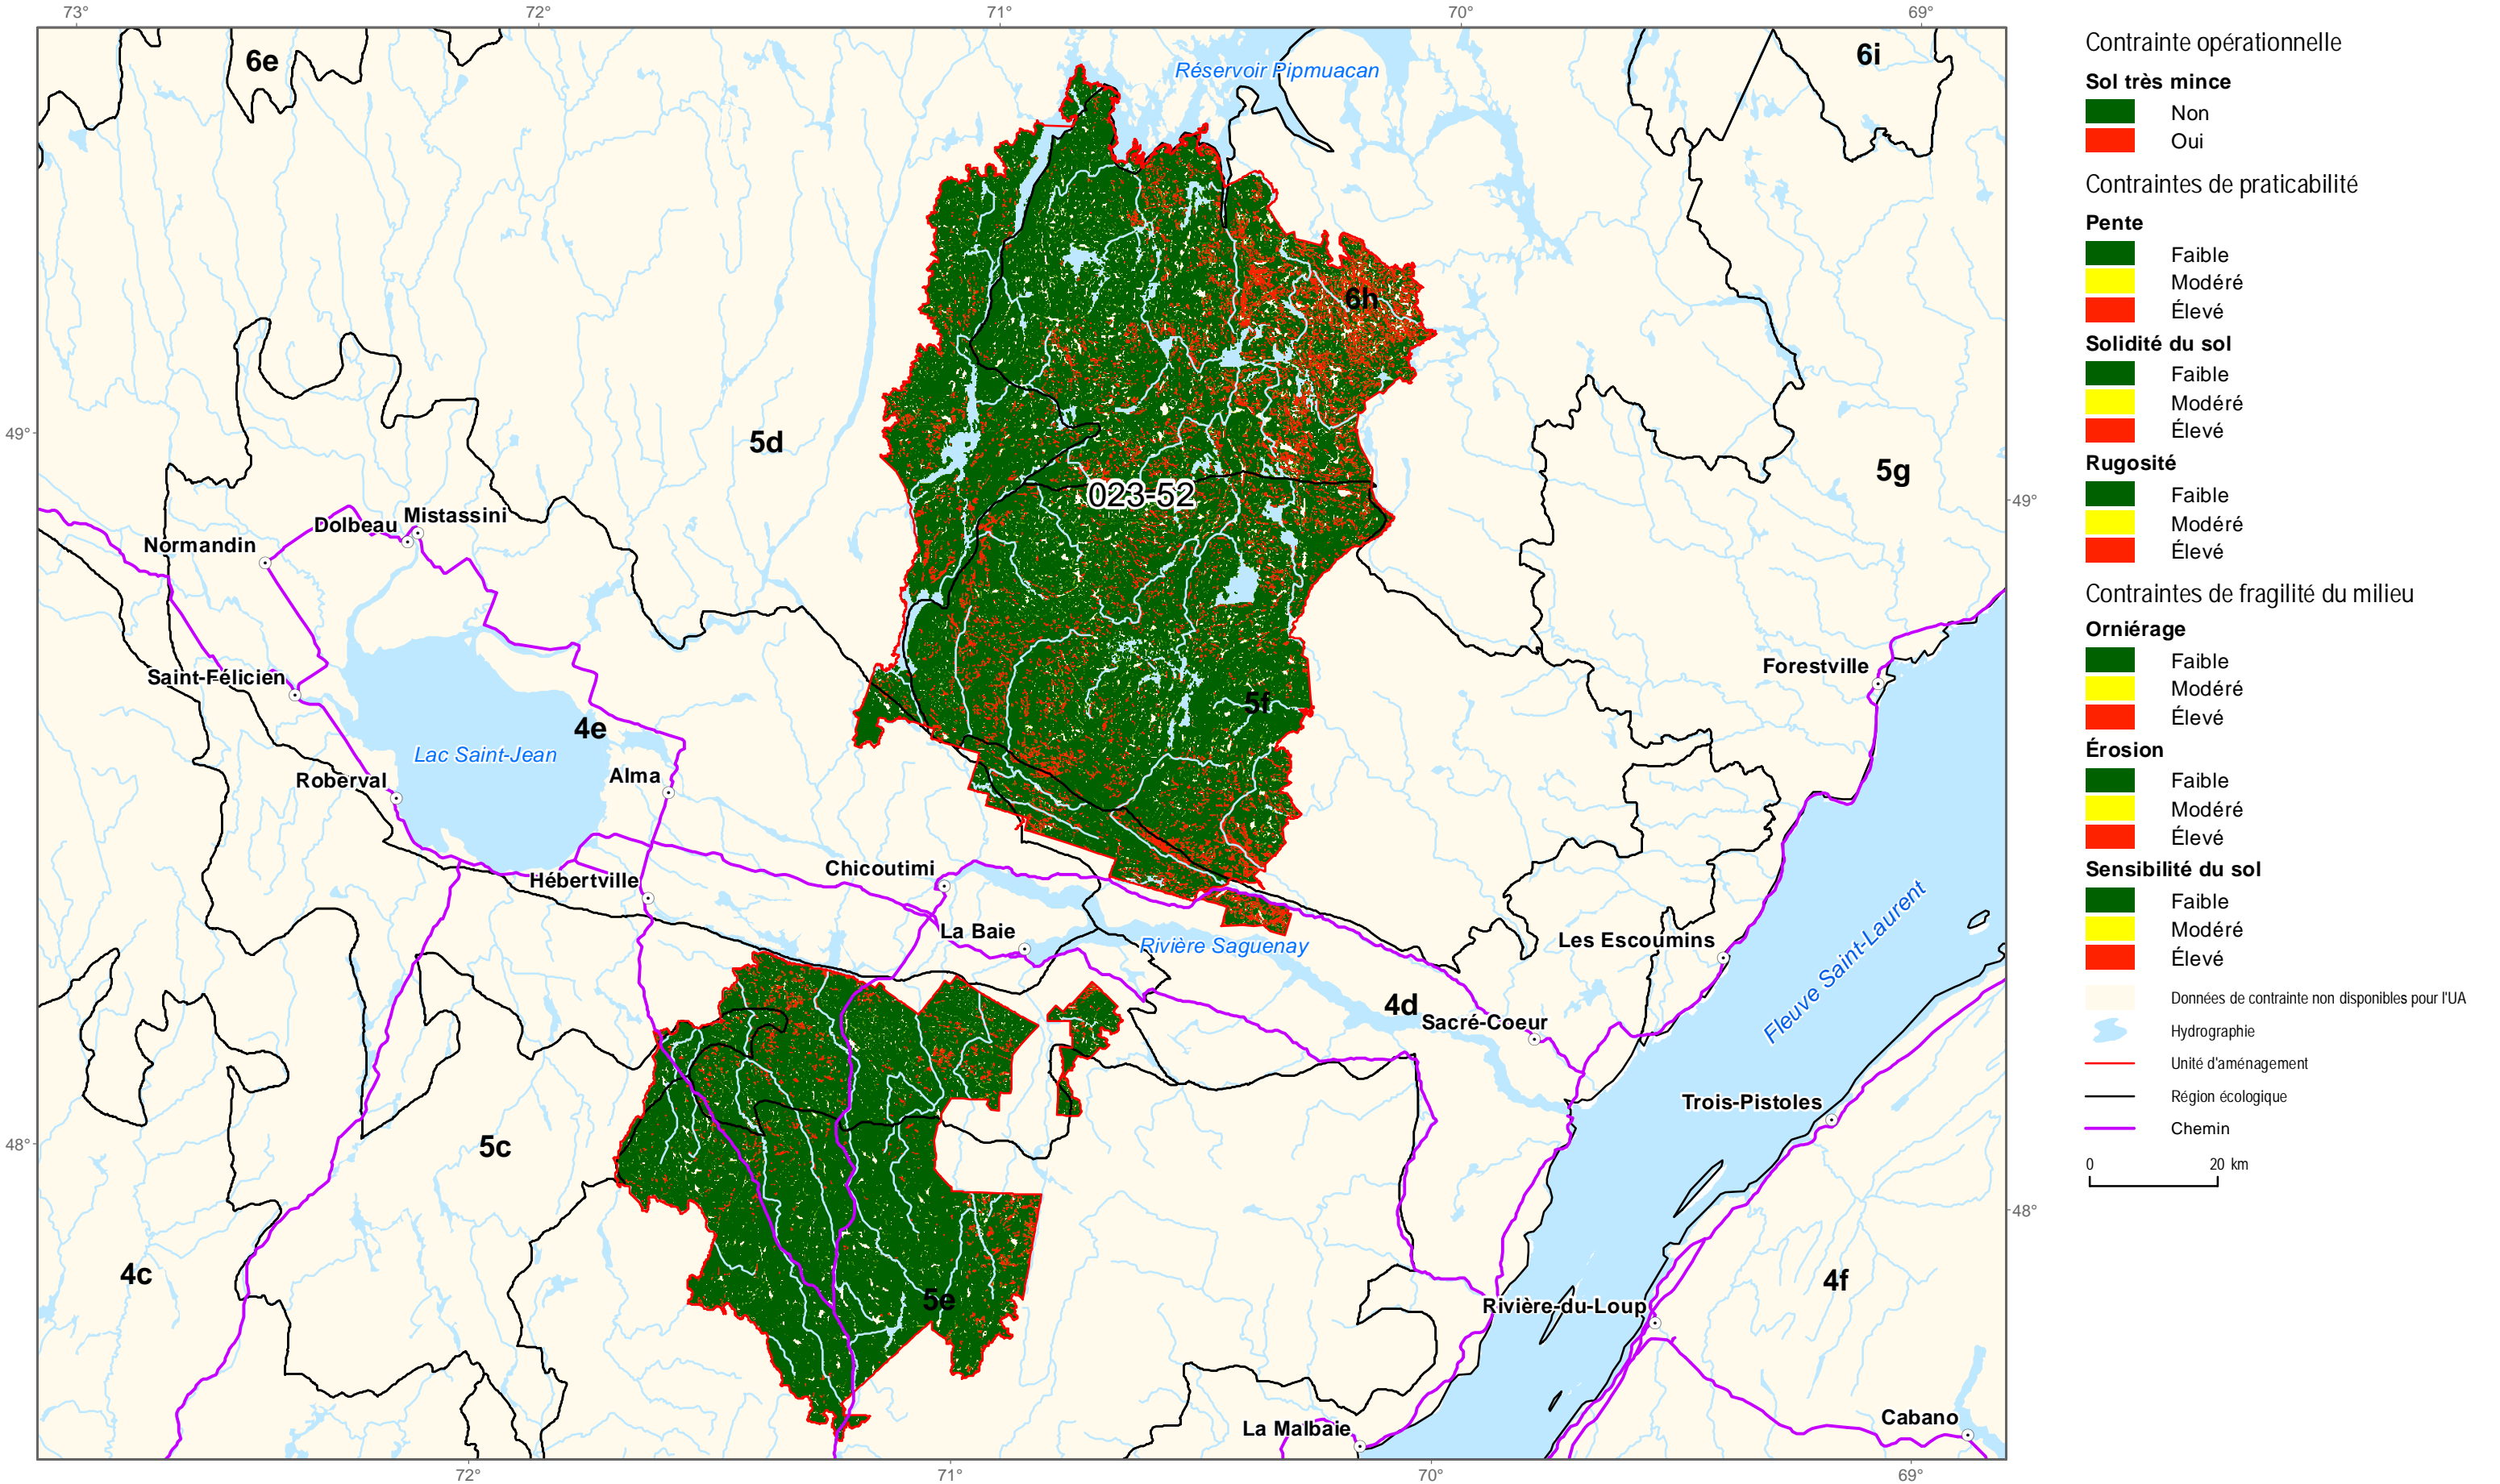 73°
72°
71°
70°
69°
6e
Réservoir Pipmuacan
6i
6h
49°
5d
5g
49°
023-52
Dolbeau
Mistassini
Normandin
Saint-Félicien
Forestville
5f
4e
Lac Saint-Jean
Roberval
Alma
Chicoutimi
Hébertville
La Baie
Rivière Saguenay
Les Escoumins
Fleuve Saint-Laurent
4d
Sacré-Coeur
Trois-Pistoles
48°
5c
48°
4c
5e
4f
Rivière-du-Loup
La Malbaie
Cabano
72°
71°
70°
69°
Contrainte opérationnelle
Sol très mince
Non
Oui
Contraintes de praticabilité
Pente
Faible
Modéré
Élevé
Solidité du sol
Faible
Modéré
Élevé
Rugosité
Faible
Modéré
Élevé
Contraintes de fragilité du milieu
Orniérage
Faible
Modéré
Élevé
Érosion
Faible
Modéré
Élevé
Sensibilité du sol
Faible
Modéré
Élevé
Données de contrainte non disponibles pour l'UA
Hydrographie
Unité d'aménagement
Région écologique
Chemin
0 20 km